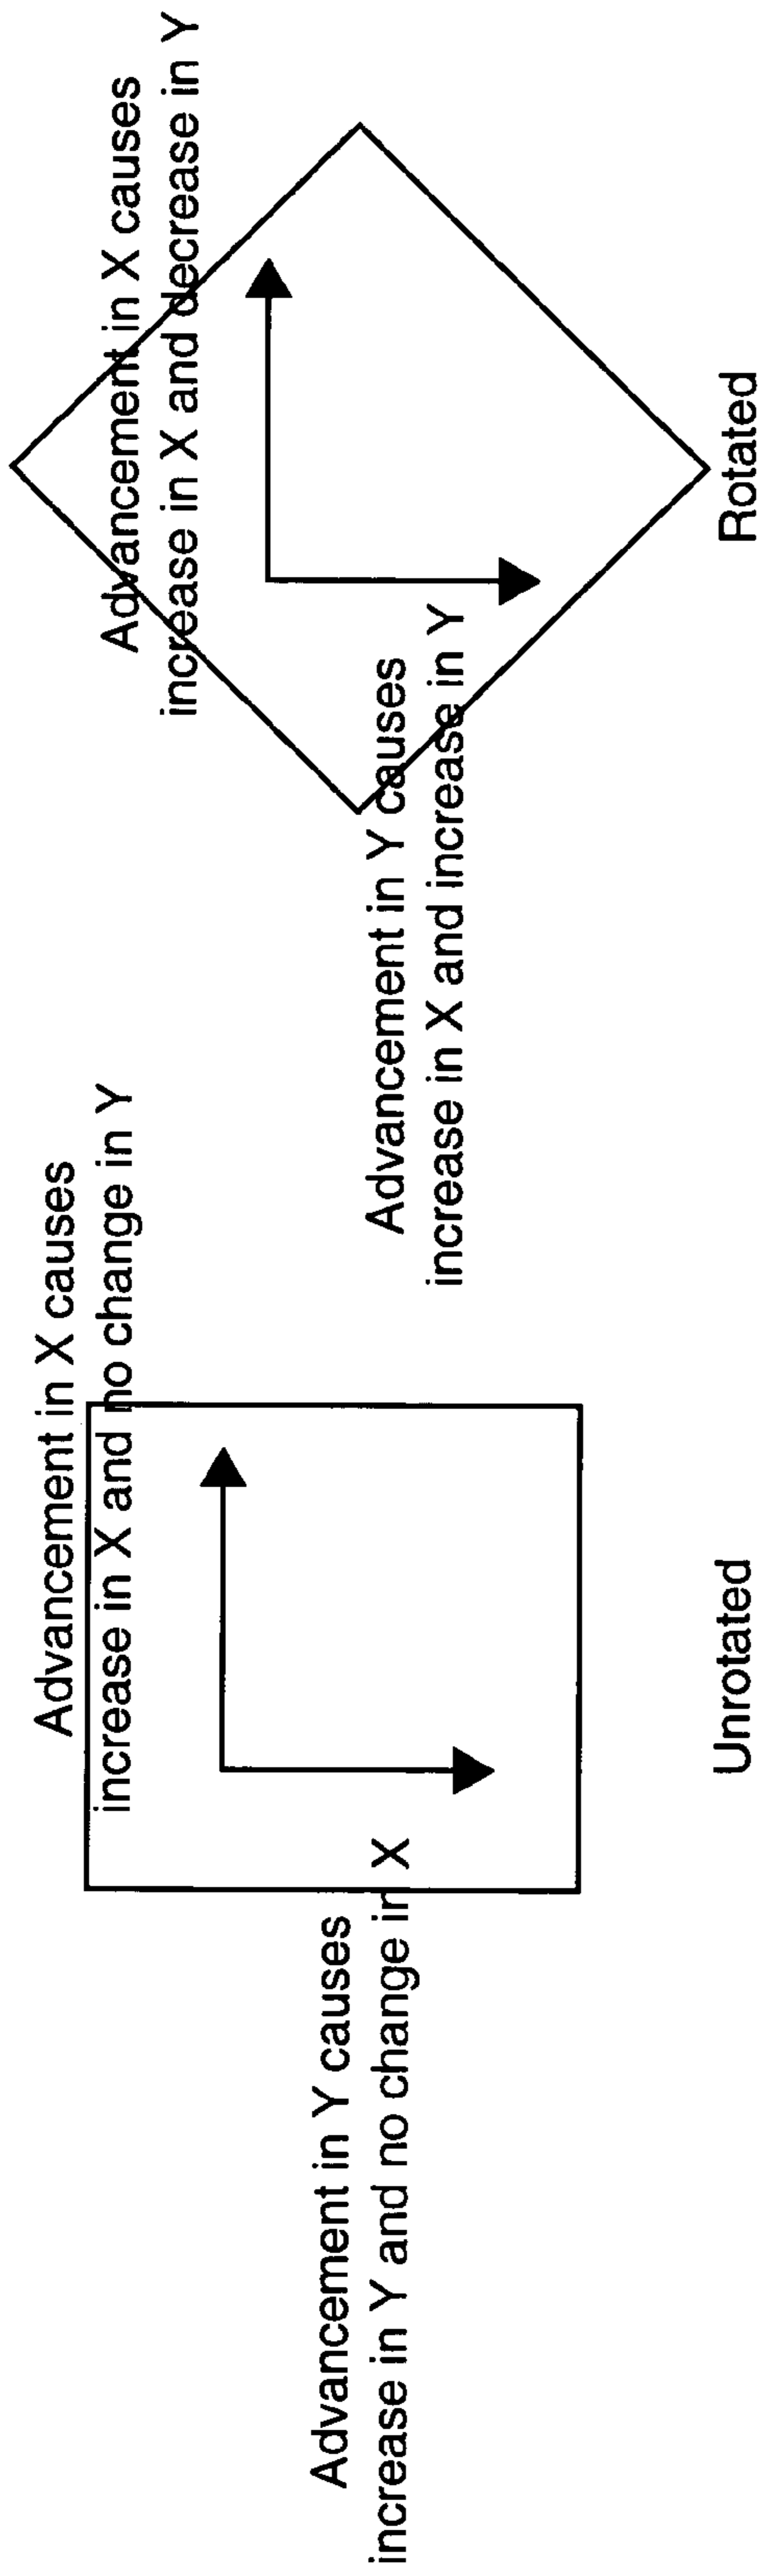 Advancement in X causes
increase in X and no change in Y
Advancement in Y causes
increase in Y and no change in X
Unrotated
Advancement in X causes
increase in X and decrease in Y
Advancement in Y causes
increase in X and increase in Y
Rotated